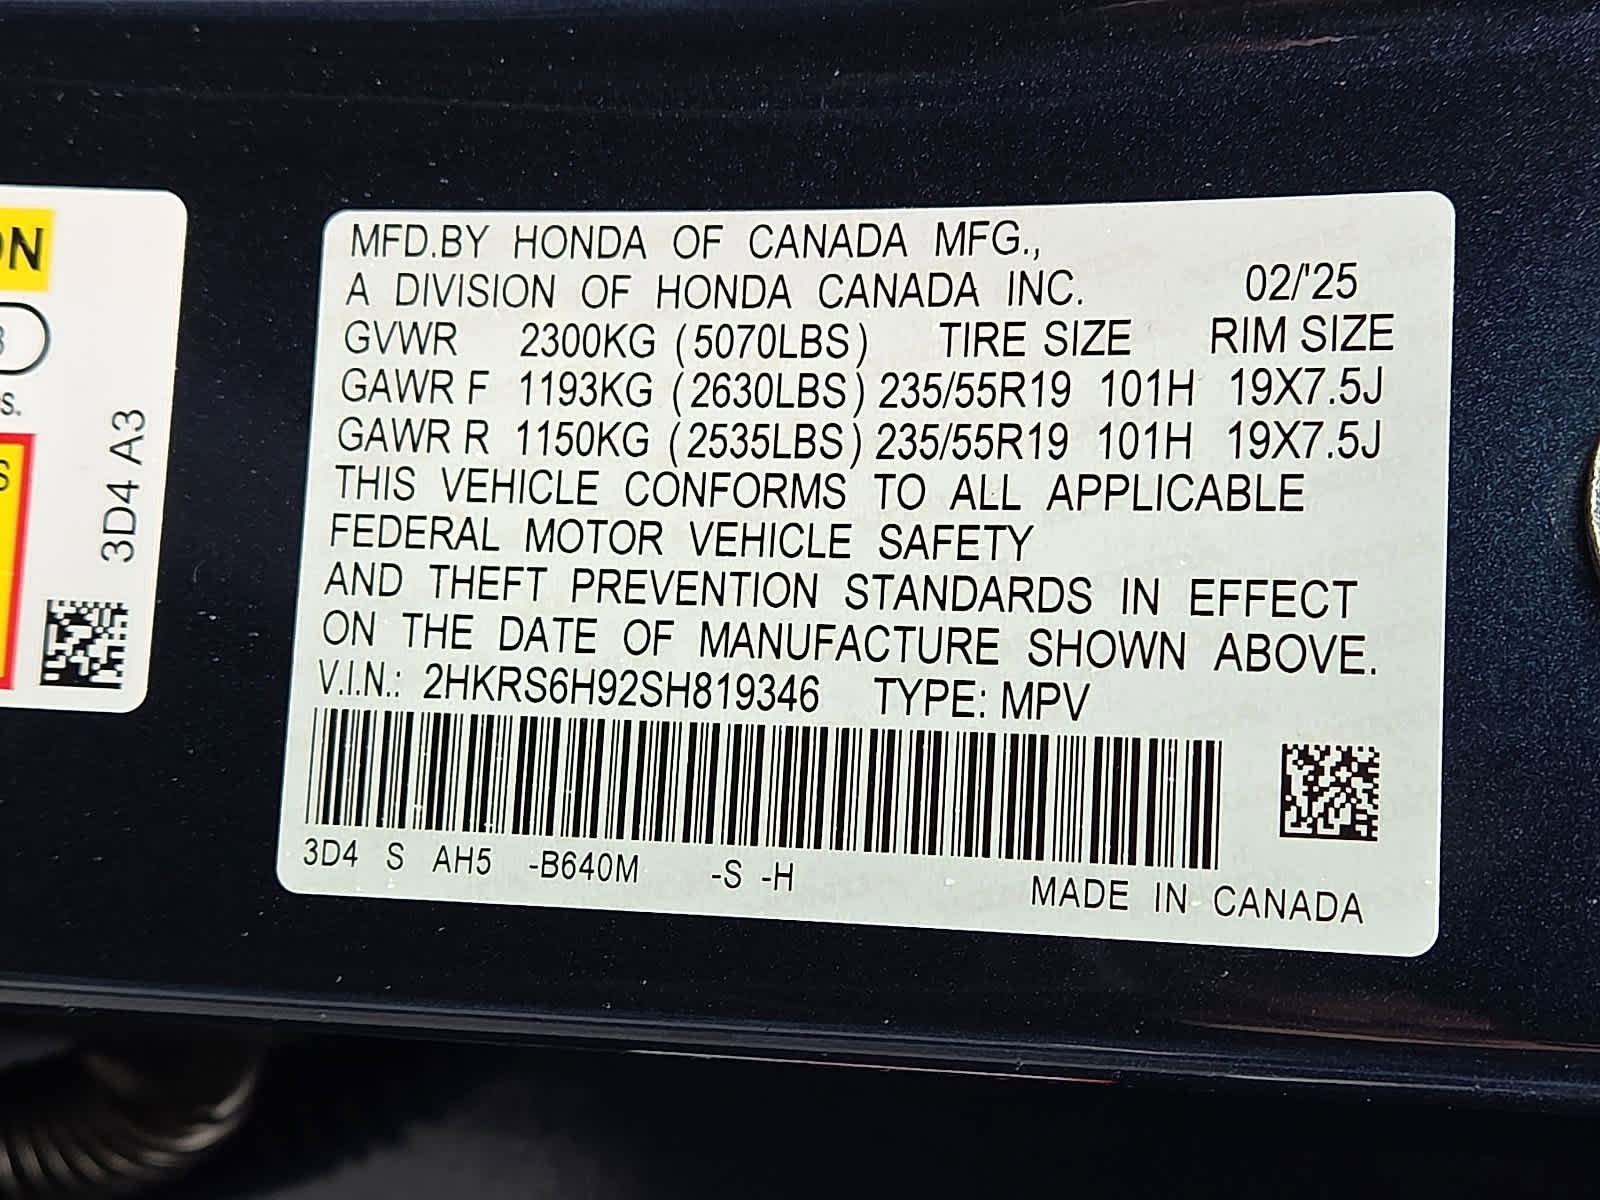 MFD.BY HONDA OF CANADA MFG.,
A DIVISION OF HONDA CANADA INC. 02/'25
GVWR 2300KG (5070LBS) TIRE SIZE RIM SIZE
GAWR F 1193KG (2630LBS) 235/55R19 101H 19X7.5J
GAWR R 1150KG (2535LBS) 235/55R19 101H 19X7.5J
THIS VEHICLE CONFORMS TO ALL APPLICABLE
FEDERAL MOTOR VEHICLE SAFETY
AND THEFT PREVENTION STANDARDS IN EFFECT
ON THE DATE OF MANUFACTURE SHOWN ABOVE.
V.I.N.: 2HKRS6H92SH819346 TYPE: MPV
3D4 S AH5 -B640M -S -H
MADE IN CANADA
3D4 A3